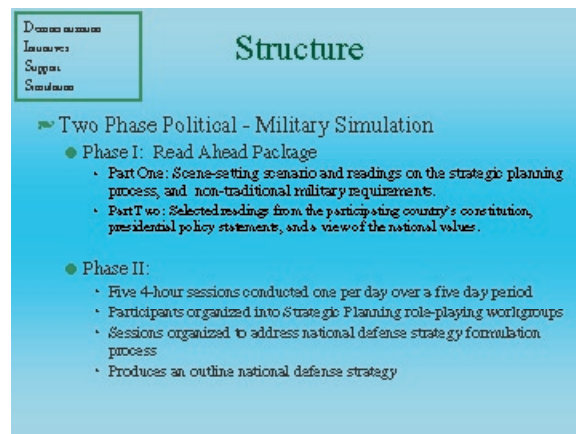 Initiatives
Support
Simulation
Structure
Two Phase Political - Military Simulation
Phase I: Read Ahead Package
Part One: Scene-setting scenario and readings on the strategic planning
process, and non-traditional military requirements.
Part Two: Selected readings from the participating country's constitution,
presidential policy statements, and a view of the national values.
Phase II:
Five 4-hour sessions conducted one per day over a five day period
Participants organized into Strategic Planning role-playing workgroups
Sessions organized to address national defense strategy formulation
process
Produces an outline national defense strategy